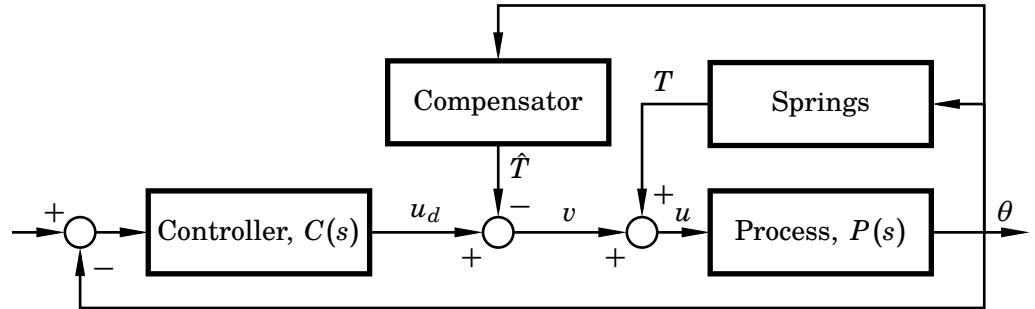 Compensator
T
Springs
T̂
−
+
+
Controller, C(s)
u_d
+
v
+
u
Process, P(s)
θ
−